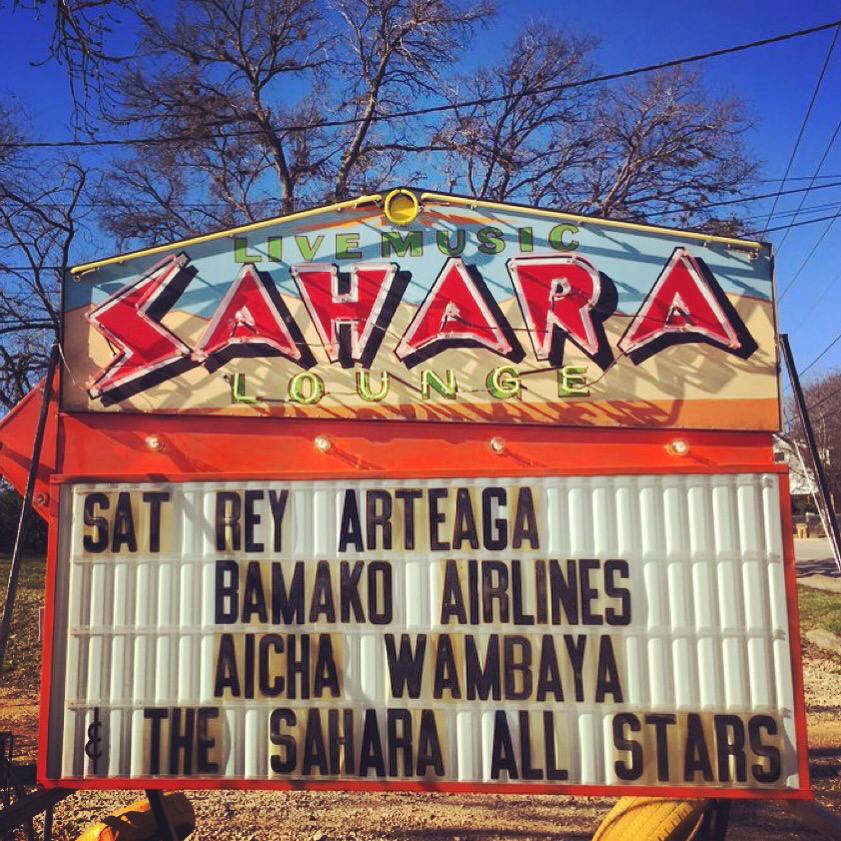 LIVE MUSIC
SAHARA
LOUNGE
SAT REY ARTEAGA
BAMAKO AIRLINES
AICHA WAMBAYA
& THE SAHARA ALL STARS